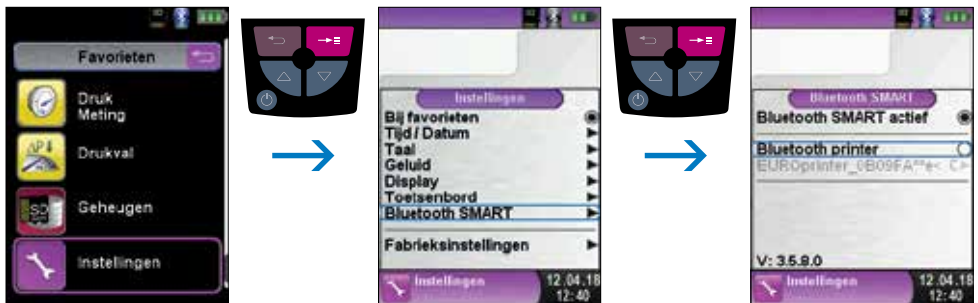 Favorieten
Druk
Meting
Drukval
Geheugen
Instellingen
Instellingen
Bij favorieten
Tijd / Datum
Taal
Geluid
Display
Toetsenbord
Bluetooth SMART
Fabrieksinstellingen
Instellingen
12.04.18
12:40
Bluetooth SMART
Bluetooth SMART actief
Bluetooth printer
V: 3.5.8.0
Instellingen
12.04.18
12:40